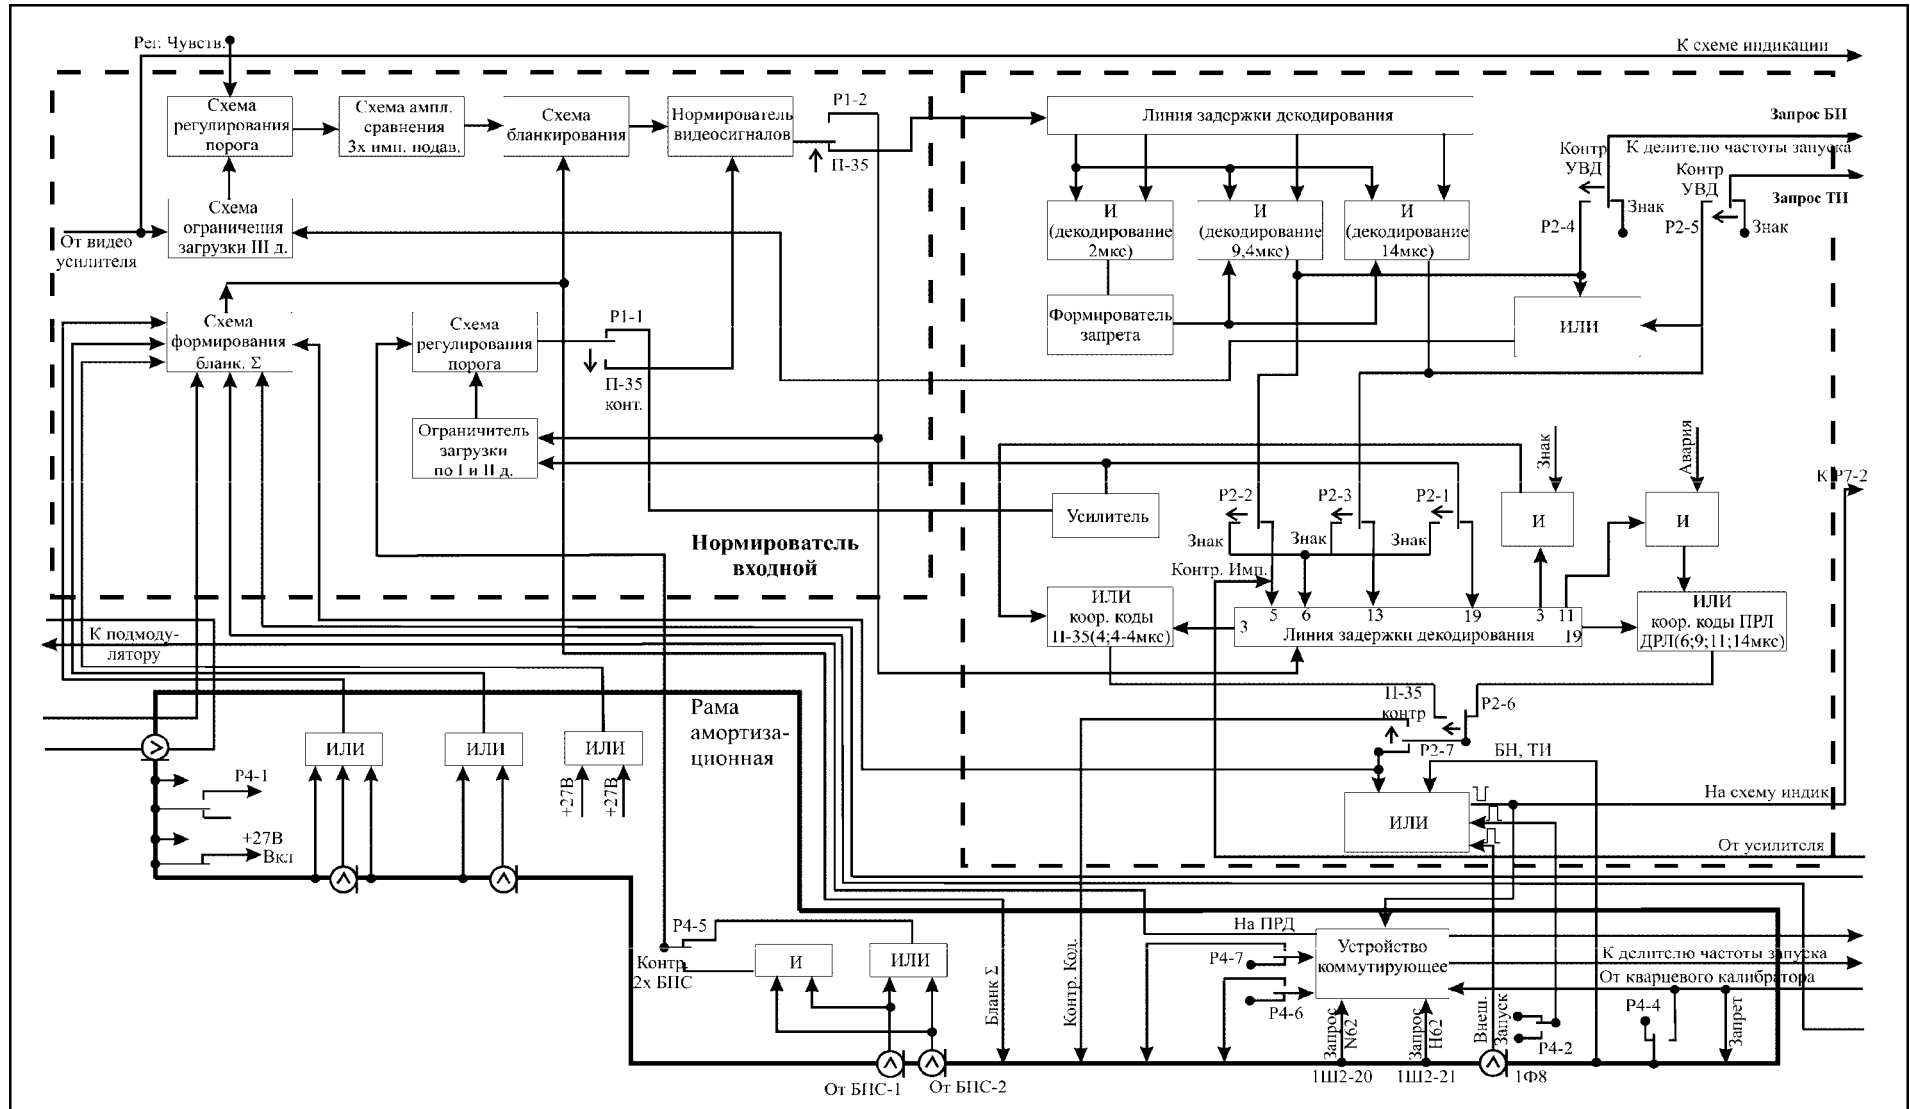 Рег. Чувств.
К схеме индикации
Схема
регулирования
порога
Схема ампл.
сравнения
3х имп. подав.
Схема
бланкирования
Нормирователь
видеосигналов
Р1-2
П-35
Линия задержки декодирования
Запрос БН
К делителю частоты запуска
Контр
УВД
Контр
УВД
Запрос ТН
Знак
Знак
Р2-4
Р2-5
От видео
усилителя
Схема
ограничения
загрузки III д.
И
(декодирование
2мкс)
И
(декодирование
9,4мкс)
И
(декодирование
14мкс)
Формирователь
запрета
ИЛИ
Схема
формирования
бланк. Σ
Схема
регулирования
порога
Р1-1
П-35
конт.
Ограничитель
загрузки
по I и II д.
Усилитель
Нормирователь
входной
Р2-2
Р2-3
Р2-1
Знак
Знак
Знак
Знак
Авария
И
И
К Р7-2
Контр. Имп.
ИЛИ
коор. коды
П-35(4;4-4мкс)
5
6
13
19
3
11
3
Линия задержки декодирования
19
ИЛИ
коор. коды ПРЛ
ДРЛ(6;9;11;14мкс)
К подмоду-
лятору
Рама
амортиза-
ционная
П-35
контр
Р2-6
Р2-7
БН, ТИ
ИЛИ
ИЛИ
ИЛИ
+27В
+27В
Р4-1
+27В
Вкл
ИЛИ
На схему индик
От усилителя
Р4-5
Контр.
2х БПС
И
ИЛИ
Бланк Σ
Контр. Код.
На ПРД
Р4-7
Р4-6
Устройство
коммутирующее
К делителю частоты запуска
От кварцевого калибратора
Запрос
N62
Запрос
Н62
Внеш.
Запуск
Р4-2
Р4-4
Запрет
От БПС-1
От БПС-2
1Ш2-20
1Ш2-21
1Ф8